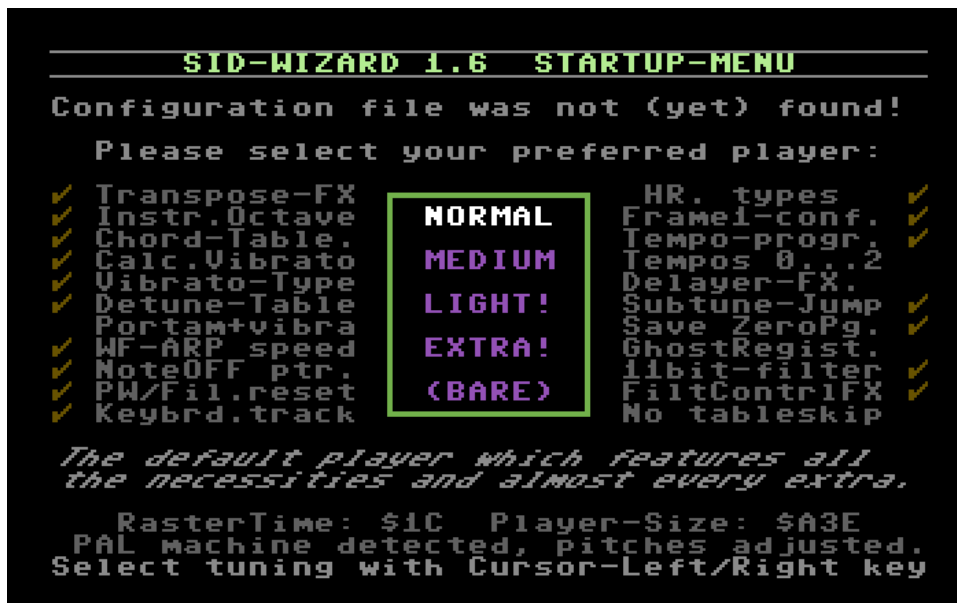 SID-WIZARD 1.6 STARTUP-MENU
Configuration file was not (yet) found!
Please select your preferred player:
✓ Transpose-FX HR. types ✓
✓ Instr.Octave NORMAL Frame1-conf. ✓
✓ Chord-Table. Tempo-progr. ✓
✓ Calc.Vibrato MEDIUM Tempos 0...2
✓ Vibrato-Type Delayer-FX.
✓ Detune-Table LIGHT! Subtune-Jump ✓
Portam+vibra Save ZeroPg. ✓
✓ WF-ARP speed EXTRA! GhostRegist.
✓ NoteOFF ptr. 11bit-filter ✓
✓ PW/Fil.reset (BARE) FiltContrlFX ✓
✓ Keybrd.track No tableskip
The default player which features all
the necessities and almost every extra.
RasterTime: $1C Player-Size: $A3E
PAL machine detected, pitches adjusted.
Select tuning with Cursor-Left/Right key